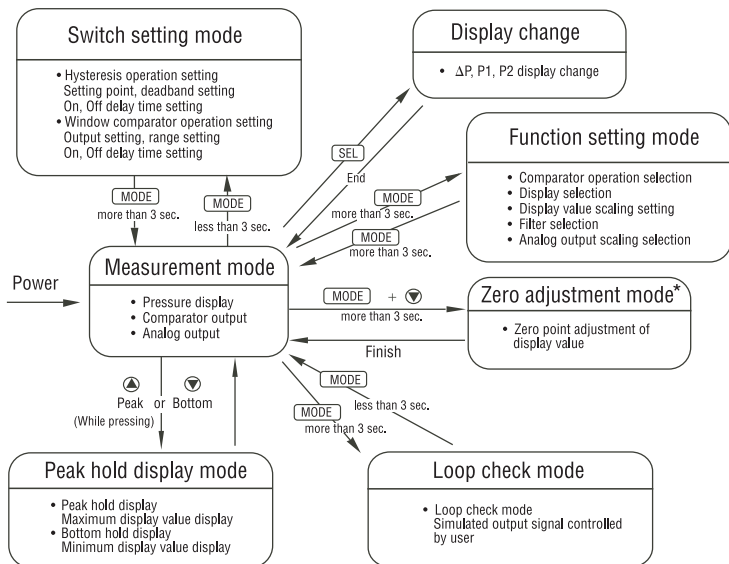 Switch setting mode
• Hysteresis operation setting
Setting point, deadband setting
On, Off delay time setting
• Window comparator operation setting
Output setting, range setting
On, Off delay time setting
Display change
• ΔP, P1, P2 display change
Function setting mode
• Comparator operation selection
• Display selection
• Display value scaling setting
• Filter selection
• Analog output scaling selection
MODE
more than 3 sec.
MODE
less than 3 sec.
SEL
End
MODE
more than 3 sec.
MODE
more than 3 sec.
Power
Measurement mode
• Pressure display
• Comparator output
• Analog output
MODE + ▼
more than 3 sec.
Finish
Zero adjustment mode*
• Zero point adjustment of
display value
▲ ▼
Peak or Bottom
(While pressing)
MODE
less than 3 sec.
MODE
more than 3 sec.
Peak hold display mode
• Peak hold display
Maximum display value display
• Bottom hold display
Minimum display value display
Loop check mode
• Loop check mode
Simulated output signal controlled
by user